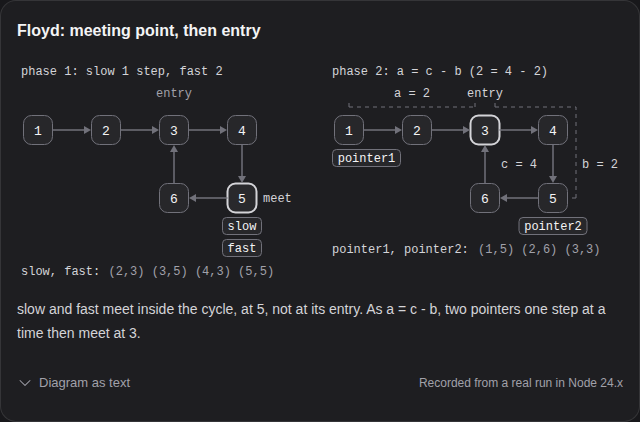 Floyd: meeting point, then entry
phase 1: slow 1 step, fast 2
entry
1 2 3 4
6 5 meet
slow
fast
slow, fast: (2,3) (3,5) (4,3) (5,5)
phase 2: a = c - b (2 = 4 - 2)
a = 2 entry
1 2 3 4
pointer1
c = 4 b = 2
6 5
pointer2
pointer1, pointer2: (1,5) (2,6) (3,3)
slow and fast meet inside the cycle, at 5, not at its entry. As a = c - b, two pointers one step at a
time then meet at 3.
Diagram as text
Recorded from a real run in Node 24.x